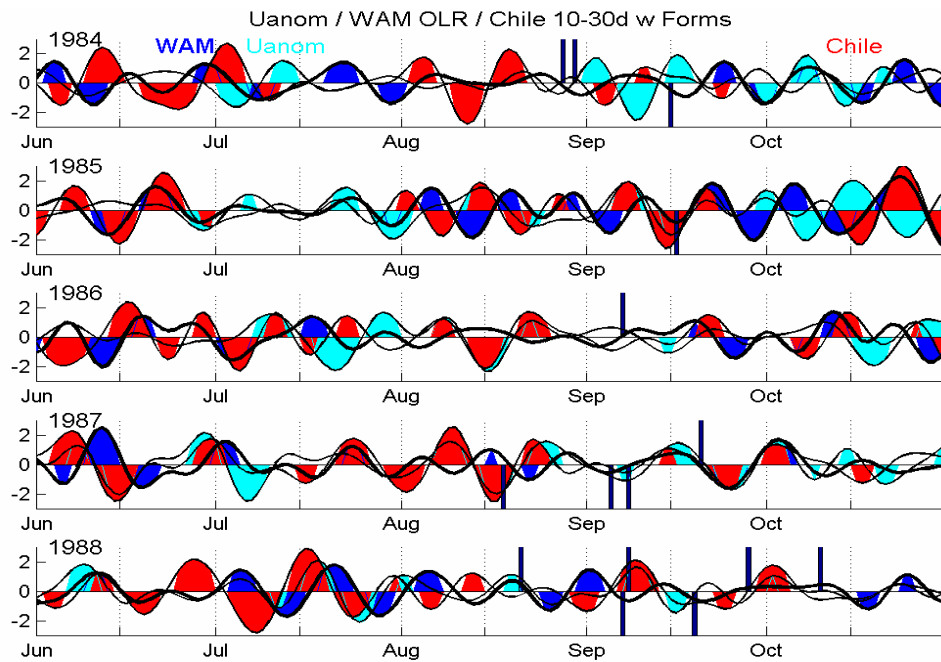 Uanom / WAM OLR / Chile 10-30d w Forms
1984 WAM Uanom Chile
2
0
-2
Jun Jul Aug Sep Oct
1985
2
0
-2
Jun Jul Aug Sep Oct
1986
2
0
-2
Jun Jul Aug Sep Oct
1987
2
0
-2
Jun Jul Aug Sep Oct
1988
2
0
-2
Jun Jul Aug Sep Oct